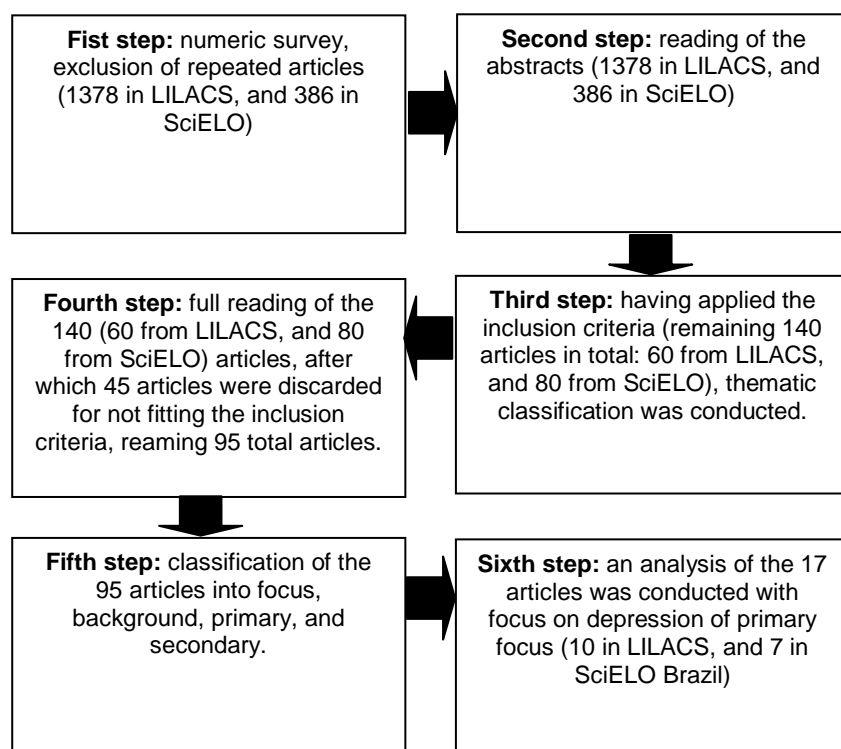 Fist step: numeric survey,
exclusion of repeated articles
(1378 in LILACS, and 386 in
SciELO)
Second step: reading of the
abstracts (1378 in LILACS, and
386 in SciELO)
Third step: having applied the
inclusion criteria (remaining 140
articles in total: 60 from LILACS,
and 80 from SciELO), thematic
classification was conducted.
Fourth step: full reading of the
140 (60 from LILACS, and 80
from SciELO) articles, after
which 45 articles were discarded
for not fitting the inclusion
criteria, reaming 95 total articles.
Fifth step: classification of the
95 articles into focus,
background, primary, and
secondary.
Sixth step: an analysis of the 17
articles was conducted with
focus on depression of primary
focus (10 in LILACS, and 7 in
SciELO Brazil)